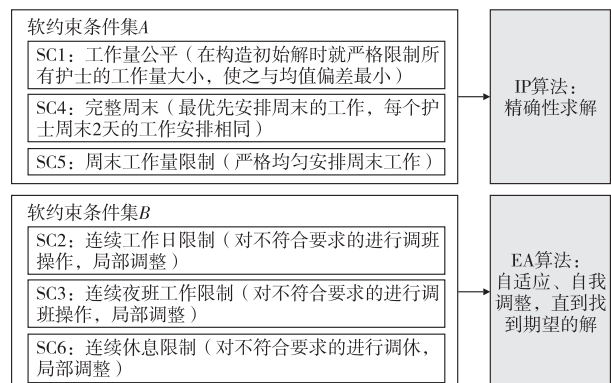 软约束条件集A
SC1：工作量公平（在构造初始解时就严格限制所
有护士的工作量大小，使之与均值偏差最小）
SC4：完整周末（最优先安排周末的工作，每个护
士周末2天的工作安排相同）
SC5：周末工作量限制（严格均匀安排周末工作）
IP算法：
精确性求解
软约束条件集B
SC2：连续工作日限制（对不符合要求的进行调班
操作，局部调整）
SC3：连续夜班工作限制（对不符合要求的进行调
班操作，局部调整）
SC6：连续休息限制（对不符合要求的进行调休，
局部调整）
EA算法：
自适应、自我
调整，直到找
到期望的解